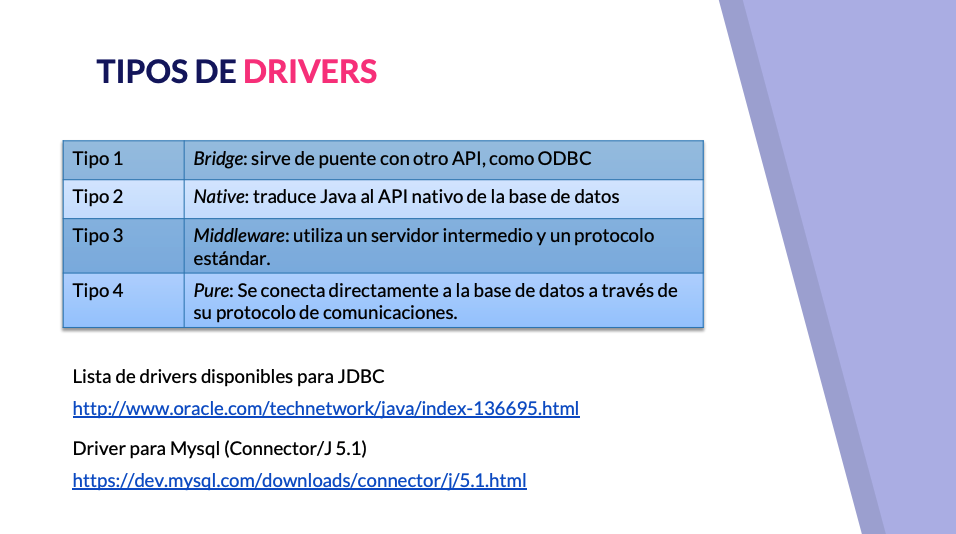 TIPOS DE DRIVERS
Tipo 1 Bridge: sirve de puente con otro API, como ODBC
Tipo 2 Native: traduce Java al API nativo de la base de datos
Tipo 3 Middleware: utiliza un servidor intermedio y un protocolo
estándar.
Tipo 4 Pure: Se conecta directamente a la base de datos a través de
su protocolo de comunicaciones.
Lista de drivers disponibles para JDBC
http://www.oracle.com/technetwork/java/index-136695.html
Driver para Mysql (Connector/J 5.1)
https://dev.mysql.com/downloads/connector/j/5.1.html